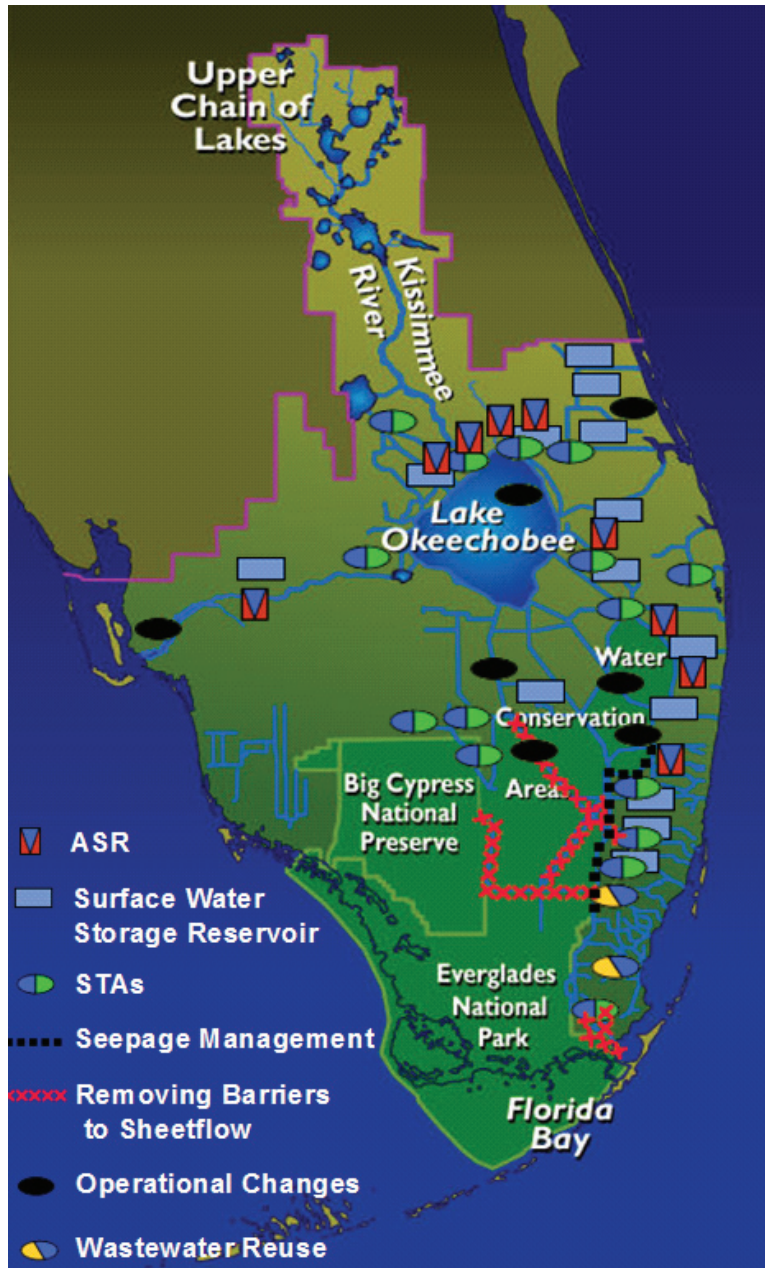 Upper
Chain of
Lakes
Kissimmee
River
Lake
Okeechobee
Water
Conservation
Areas
Big Cypress
National
Preserve
Everglades
National
Park
Florida
Bay
ASR
Surface Water
Storage Reservoir
STAs
Seepage Management
Removing Barriers
to Sheetflow
Operational Changes
Wastewater Reuse